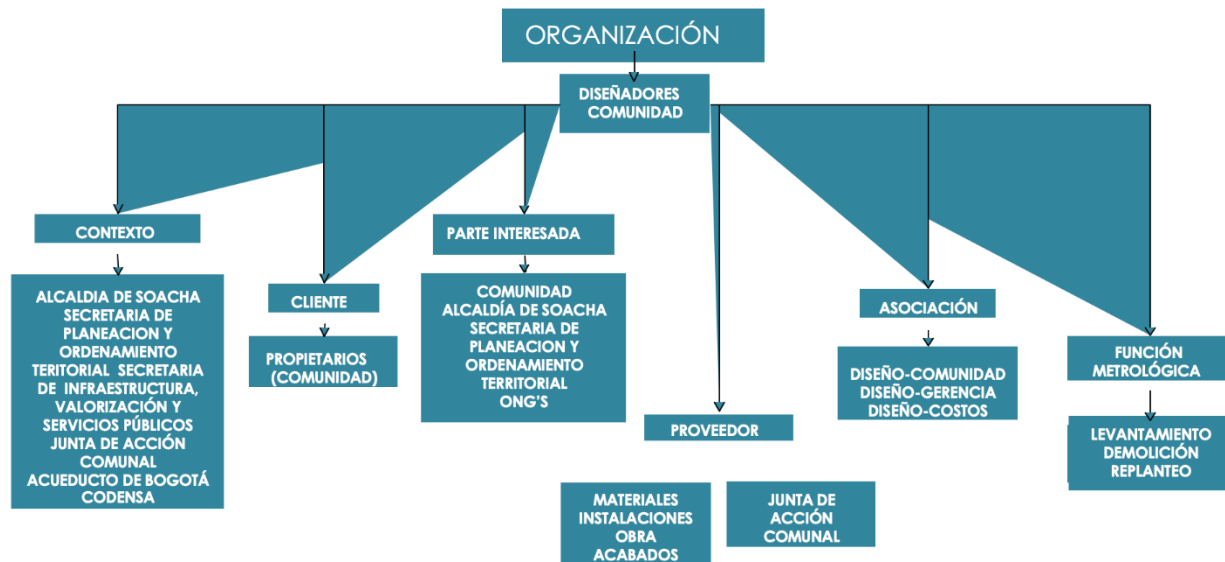 ORGANIZACIÓN
DISEÑADORES
COMUNIDAD
CONTEXTO
ALCALDIA DE SOACHA
SECRETARIA DE
PLANEACION Y
ORDENAMIENTO
TERITORIAL SECRETARIA
DE INFRAESTRUCTURA,
VALORIZACIÓN Y
SERVICIOS PÚBLICOS
JUNTA DE ACCIÓN
COMUNAL
ACUEDUCTO DE BOGOTÁ
CODENSA
CLIENTE
PROPIETARIOS
(COMUNIDAD)
PARTE INTERESADA
COMUNIDAD
ALCALDÍA DE SOACHA
SECRETARIA DE
PLANEACION Y
ORDENAMIENTO
TERRITORIAL
ONG'S
PROVEEDOR
MATERIALES
INSTALACIONES
OBRA
ACABADOS
JUNTA DE
ACCIÓN
COMUNAL
ASOCIACIÓN
DISEÑO-COMUNIDAD
DISEÑO-GERENCIA
DISEÑO-COSTOS
FUNCIÓN
METROLÓGICA
LEVANTAMIENTO
DEMOLICIÓN
REPLANTEO